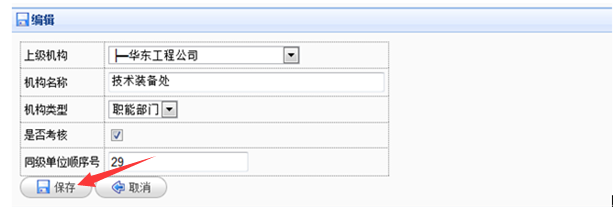 编辑
上级机构 ├─华东工程公司
机构名称 技术装备处
机构类型 职能部门
是否考核
同级单位顺序号 29
保存 取消